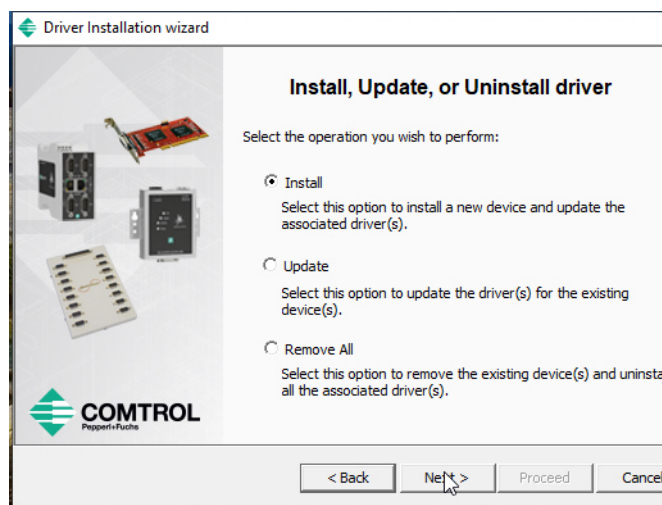 Driver Installation wizard
Install, Update, or Uninstall driver
Select the operation you wish to perform:
Install
Select this option to install a new device and update the
associated driver(s).
Update
Select this option to update the driver(s) for the existing
device(s).
Remove All
Select this option to remove the existing device(s) and uninsta
all the associated driver(s).
COMTROL
Pepperl+Fuchs
< Back
Next >
Proceed
Cancel